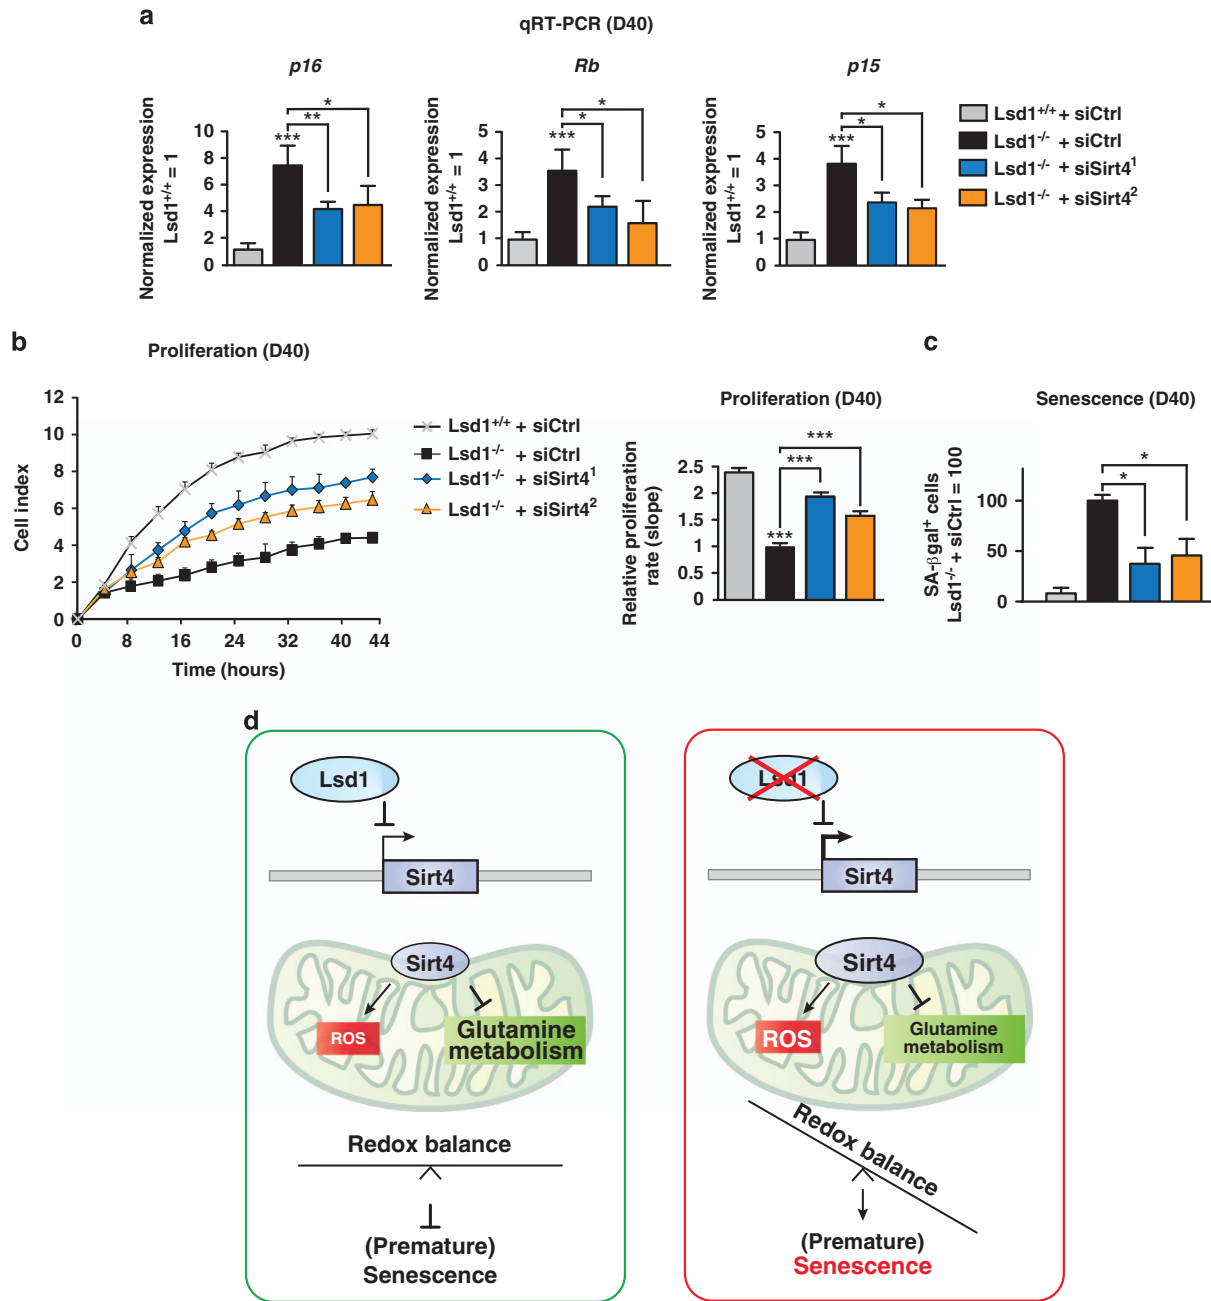 a
qRT-PCR (D40)
p16
Normalized expression
Lsd1+/+ = 1
10
8
6
4
2
0
***
**
*
Rb
Normalized expression
Lsd1+/+ = 1
5
4
3
2
1
0
***
*
*
p15
Normalized expression
Lsd1+/+ = 1
5
4
3
2
1
0
***
*
*
Lsd1+/+ + siCtrl
Lsd1-/- + siCtrl
Lsd1-/- + siSirt4¹
Lsd1-/- + siSirt4²
b
Proliferation (D40)
Cell index
12
10
8
6
4
2
0
0 8 16 24 32 40 44
Time (hours)
Lsd1+/+ + siCtrl
Lsd1-/- + siCtrl
Lsd1-/- + siSirt4¹
Lsd1-/- + siSirt4²
Proliferation (D40)
Relative proliferation
rate (slope)
2.5
2
1.5
1
0.5
0
***
***
***
c
Senescence (D40)
SA-βgal+ cells
Lsd1-/- + siCtrl = 100
100
50
0
*
*
d
Lsd1
Sirt4
Sirt4
ROS
Glutamine
metabolism
Redox balance
(Premature)
Senescence
Lsd1
Sirt4
Sirt4
ROS
Glutamine
metabolism
Redox balance
(Premature)
Senescence